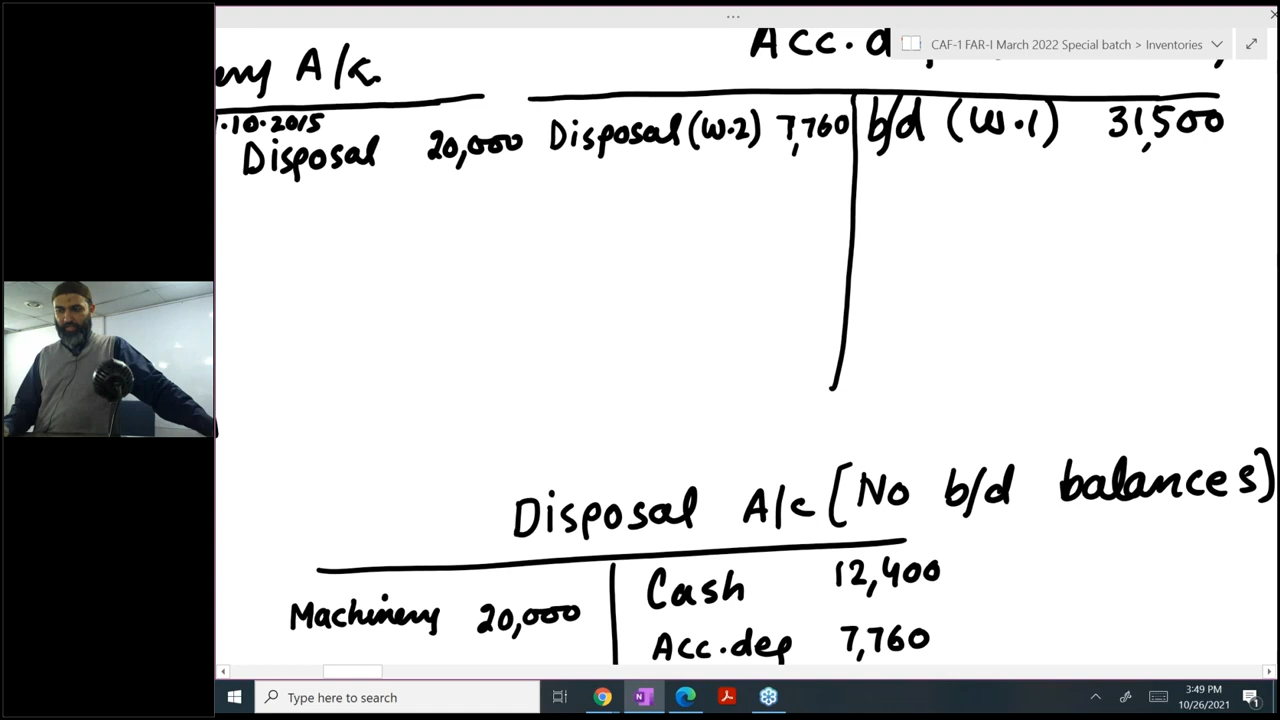 CAF-1 FAR-I March 2022 Special batch > Inventories
A/c.
Acc.
.10.2015
Disposal 20,000
Disposal (W.2) 7,760
b/d (W.1) 31,500
Disposal A/c [No b/d balances]
Machinery 20,000
Cash 12,400
Acc.dep 7,760
Type here to search
3:49 PM
10/26/2021